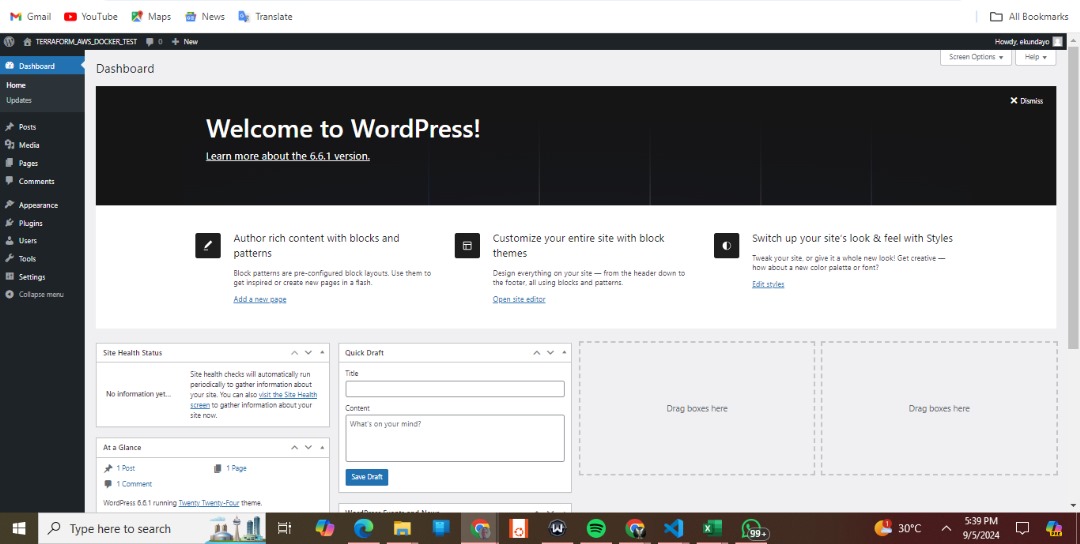 Gmail YouTube Maps News Translate All Bookmarks
TERRAFORM_AWS_DOCKER_TEST 0 New Howdy, ekundayo
Dashboard
Home
Updates
Posts
Media
Pages
Comments
Appearance
Plugins
Users
Tools
Settings
Collapse menu
Dashboard
Screen Options Help
Dismiss
Welcome to WordPress!
Learn more about the 6.6.1 version.
Author rich content with blocks and
patterns
Block patterns are pre-configured block layouts. Use them to
get inspired or create new pages in a flash.
Add a new page
Customize your entire site with block
themes
Design everything on your site — from the header down to
the footer, all using blocks and patterns.
Open site editor
Switch up your site's look & feel with Styles
Tweak your site, or give it a whole new look! Get creative —
how about a new color palette or font?
Edit styles
Site Health Status
No information yet...
Site health checks will automatically run
periodically to gather information about
your site. You can also visit the Site Health
screen to gather information about your
site now.
At a Glance
1 Post 1 Page
1 Comment
WordPress 6.6.1 running Twenty Twenty-Four theme.
Quick Draft
Title
Content
What's on your mind?
Save Draft
WordPress Events and News
Drag boxes here
Drag boxes here
Type here to search
99+
1
30°C
5:39 PM
9/5/2024